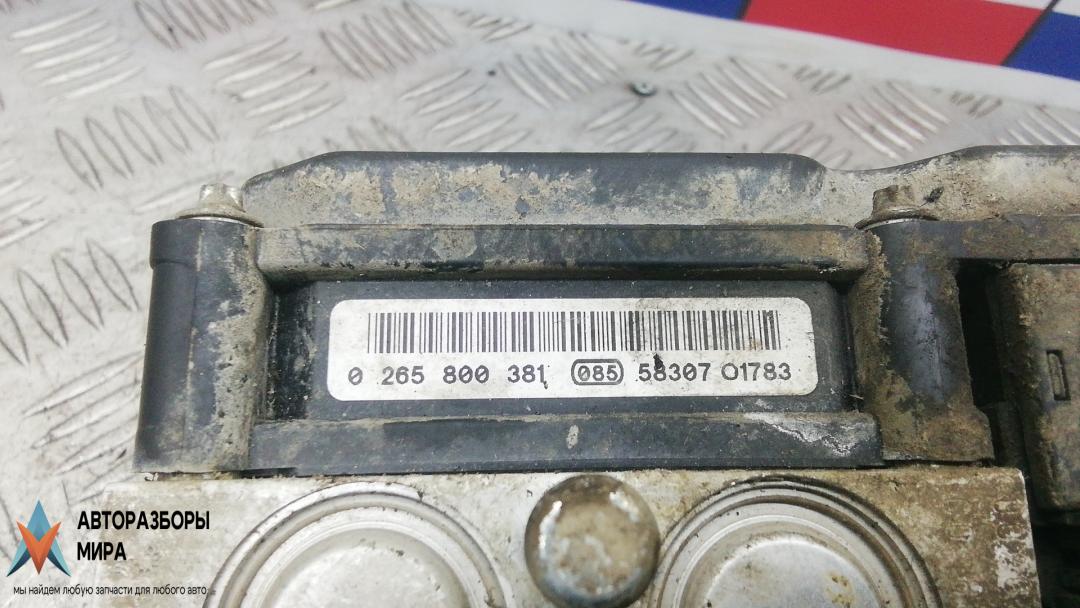 0 265 800 381 085 58307 01783
АВТОРАЗБОРЫ
МИРА
мы найдем любую запчасти для любого авто